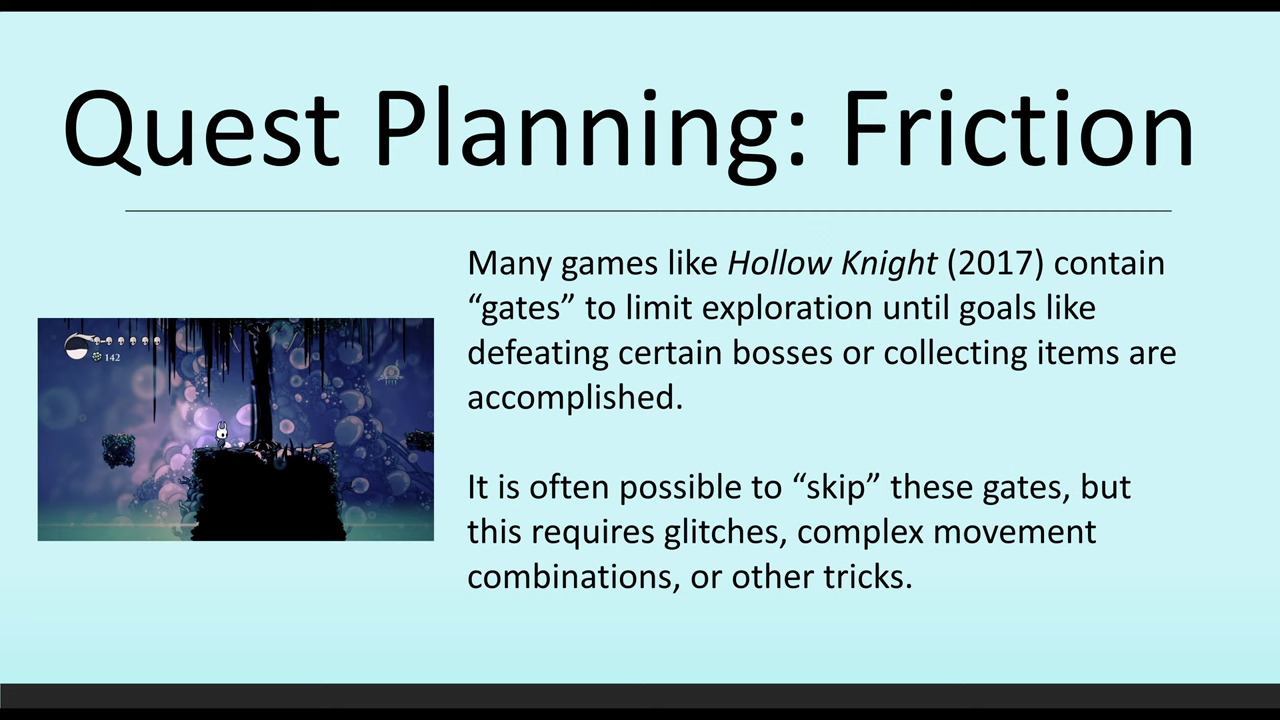 Quest Planning: Friction
Many games like Hollow Knight (2017) contain
“gates” to limit exploration until goals like
defeating certain bosses or collecting items are
accomplished.
It is often possible to “skip” these gates, but
this requires glitches, complex movement
combinations, or other tricks.
142